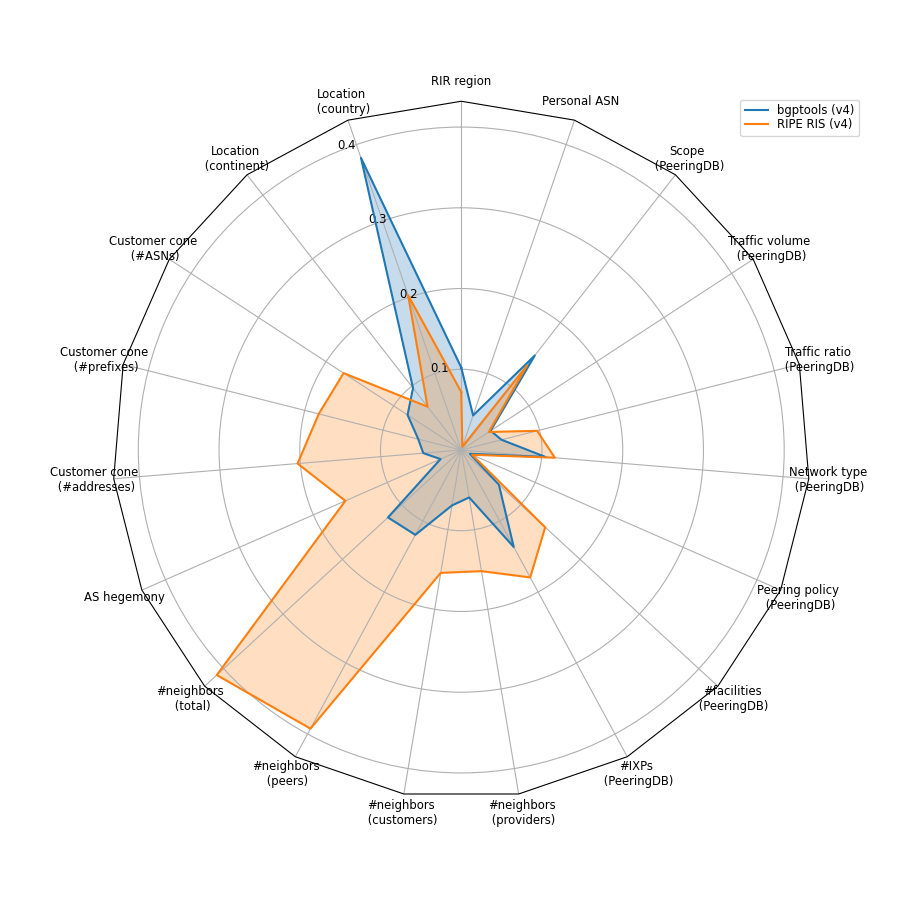 RIR region
Location
(country)
Personal ASN
bgptools (v4)
RIPE RIS (v4)
Location
(continent)
Scope
(PeeringDB)
Customer cone
(#ASNs)
Traffic volume
(PeeringDB)
Customer cone
(#prefixes)
Traffic ratio
(PeeringDB)
Customer cone
(#addresses)
Network type
(PeeringDB)
AS hegemony
Peering policy
(PeeringDB)
#neighbors
(total)
#facilities
(PeeringDB)
#neighbors
(peers)
#IXPs
(PeeringDB)
#neighbors
(customers)
#neighbors
(providers)
0.4
0.3
0.2
0.1